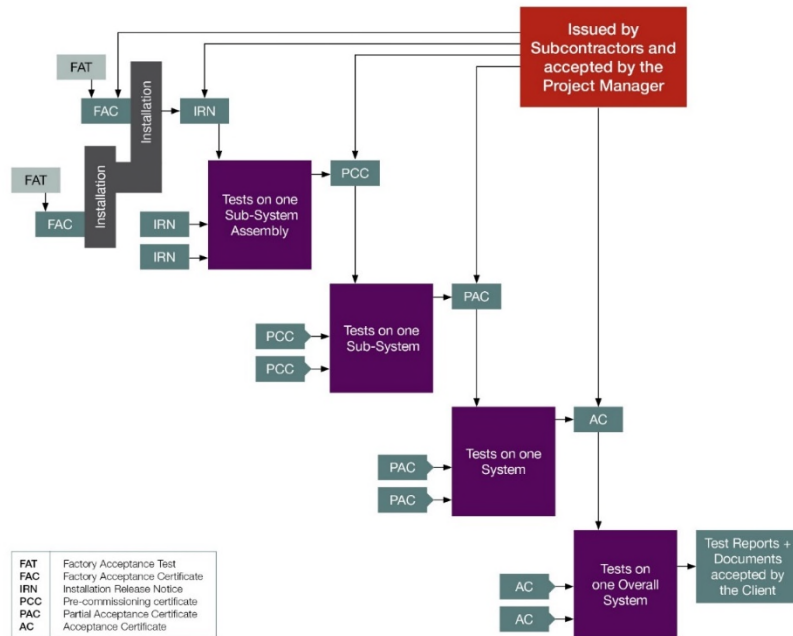 Issued by
Subcontractors and
accepted by the
Project Manager
FAT
FAC
Installation
IRN
FAT
FAC
Installation
Tests on one
Sub-System
Assembly
PCC
IRN
IRN
Tests on one
Sub-System
PAC
PCC
PCC
Tests on one
System
AC
PAC
PAC
Tests on
one Overall
System
Test Reports +
Documents
accepted by
the Client
AC
AC
FAT Factory Acceptance Test
FAC Factory Acceptance Certificate
IRN Installation Release Notice
PCC Pre-commissioning certificate
PAC Partial Acceptance Certificate
AC Acceptance Certificate